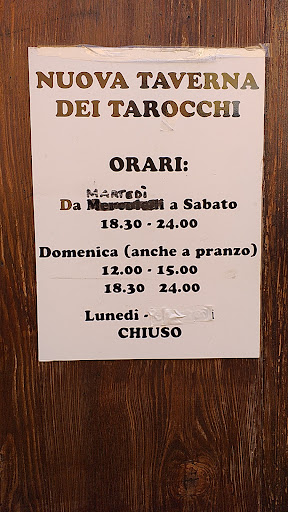 NUOVA TAVERNA
DEI TAROCCHI
ORARI:
MARTEDÌ
Da Mercoledì a Sabato
18.30 - 24.00
Domenica (anche a pranzo)
12.00 - 15.00
18.30 24.00
Lunedì -
CHIUSO